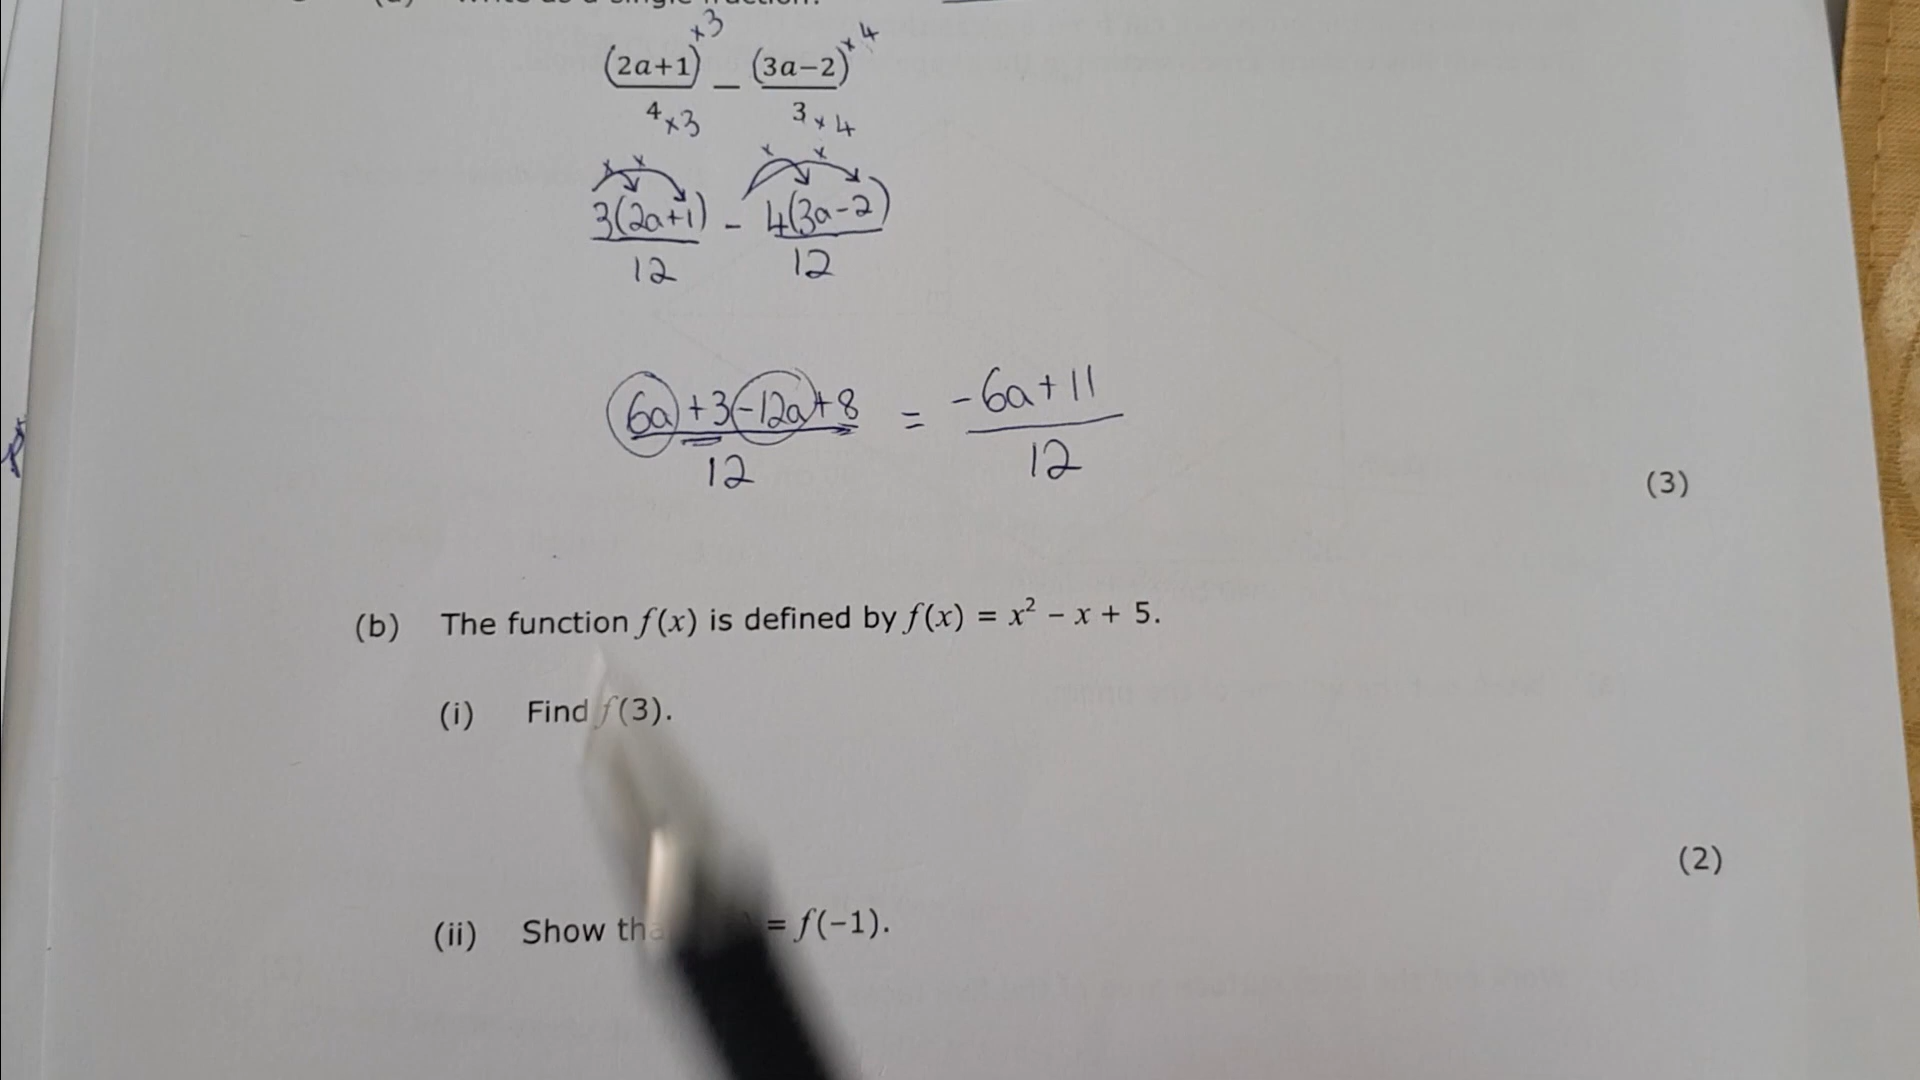 (2a+1) ×3 − (3a−2) ×4
4 ×3 3 ×4
× × × ×
3(2a+1) - 4(3a-2)
12 12
6a+3-12a+8 = -6a+11
12 12
(3)
(b) The function f(x) is defined by f(x) = x² − x + 5.
(i) Find f(3).
(2)
(ii) Show = f(−1).